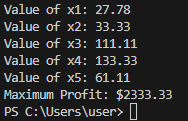 Value of x1: 27.78
Value of x2: 33.33
Value of x3: 111.11
Value of x4: 133.33
Value of x5: 61.11
Maximum Profit: $2333.33
PS C:\Users\user>